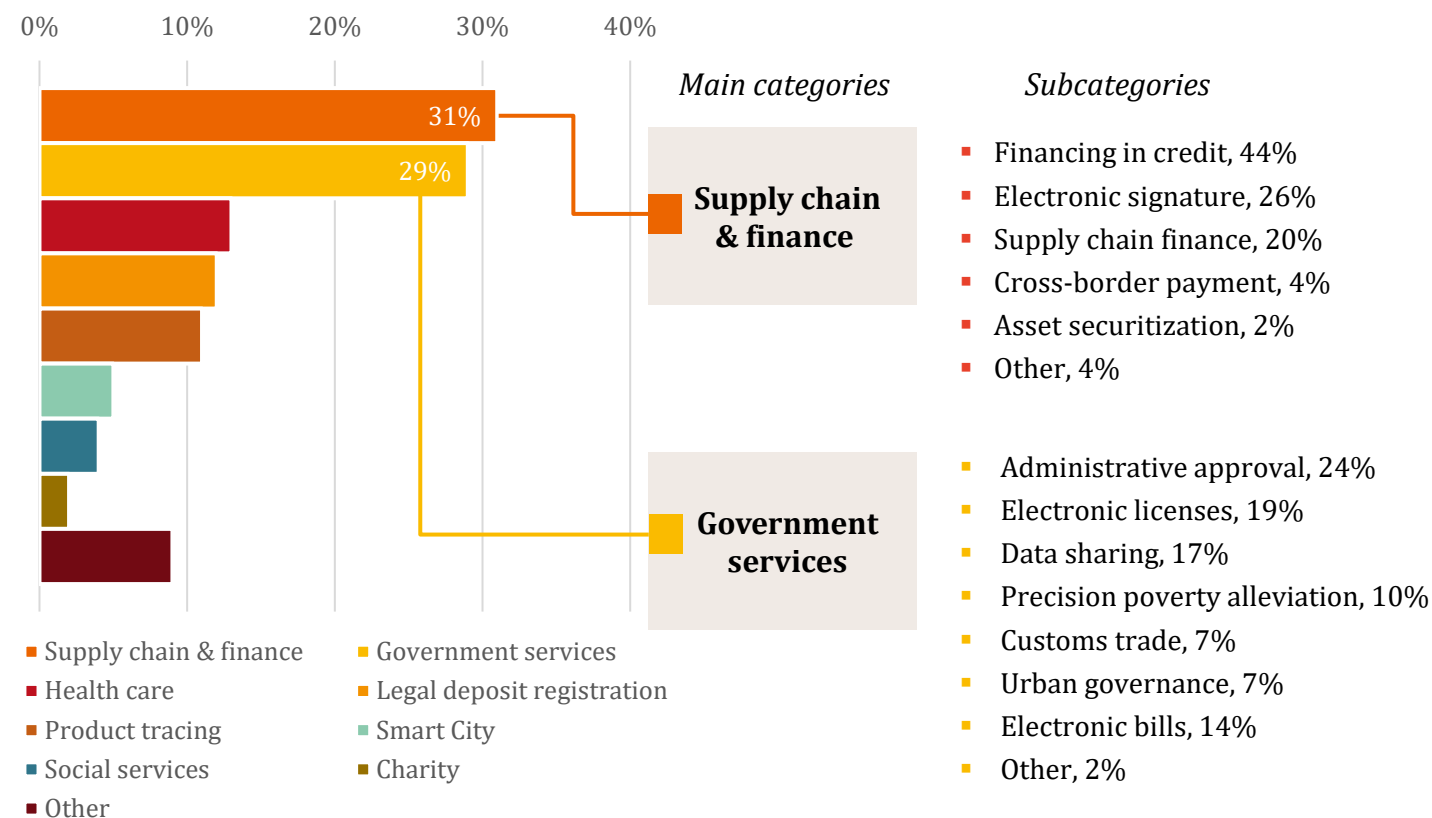 0% 10% 20% 30% 40%
Main categories
Subcategories
31%
29%
Supply chain
& finance
Financing in credit, 44%
Electronic signature, 26%
Supply chain finance, 20%
Cross-border payment, 4%
Asset securitization, 2%
Other, 4%
Government
services
Administrative approval, 24%
Electronic licenses, 19%
Data sharing, 17%
Precision poverty alleviation, 10%
Customs trade, 7%
Urban governance, 7%
Electronic bills, 14%
Other, 2%
Supply chain & finance
Government services
Health care
Legal deposit registration
Product tracing
Smart City
Social services
Charity
Other